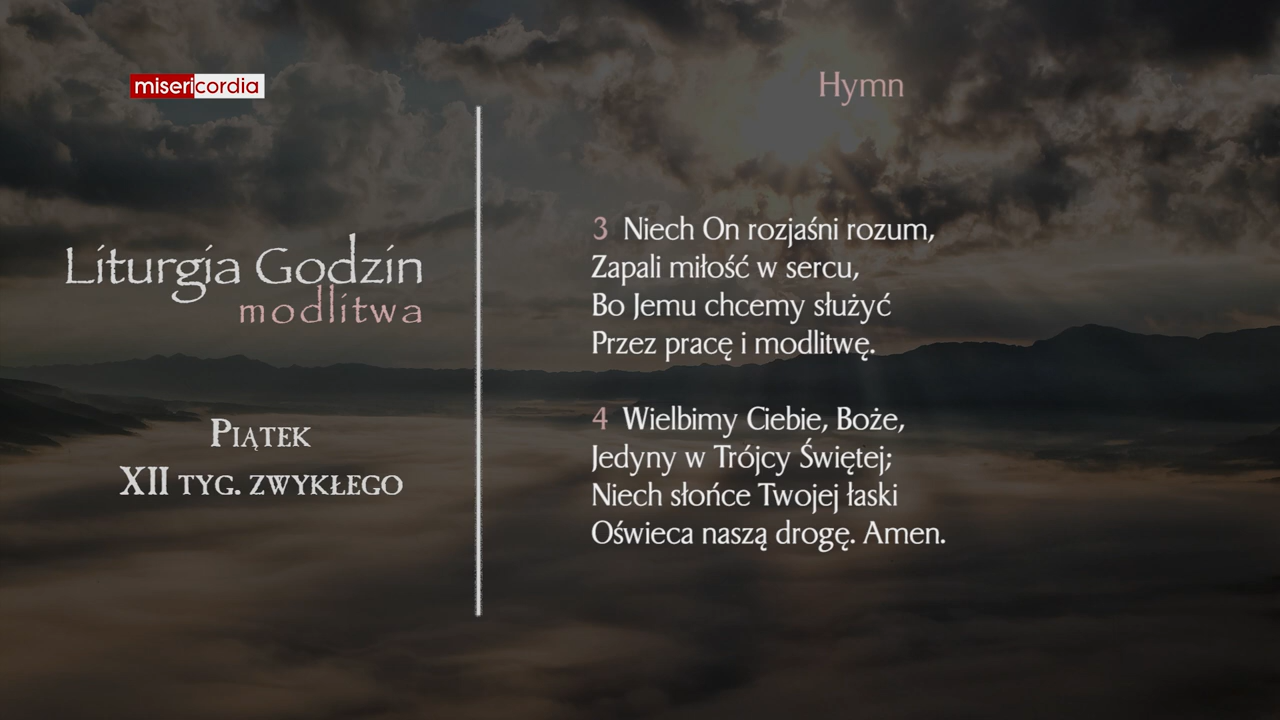 misericordia
Liturgia Godzin
modlitwa
Piątek
XII tyg. zwykłego
Hymn
3 Niech On rozjaśni rozum,
Zapali miłość w sercu,
Bo Jemu chcemy służyć
Przez pracę i modlitwę.
4 Wielbimy Ciebie, Boże,
Jedyny w Trójcy Świętej;
Niech słońce Twojej łaski
Oświeca naszą drogę. Amen.